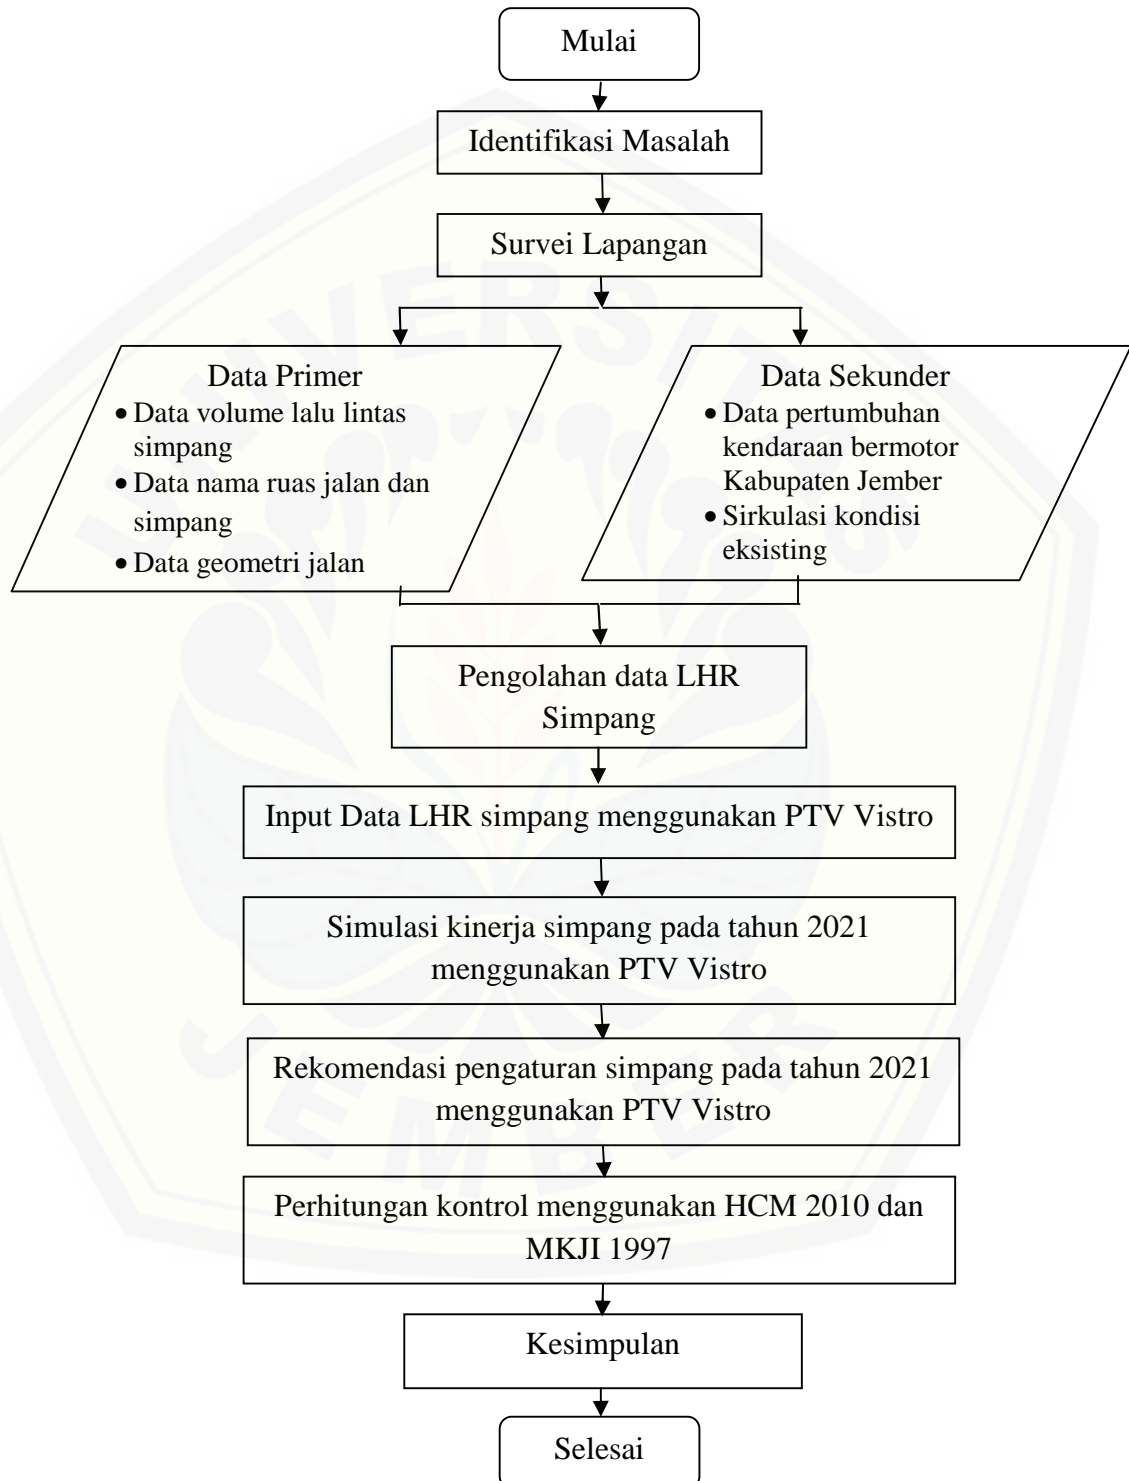 Mulai
Identifikasi Masalah
Survei Lapangan
Data Primer
• Data volume lalu lintas
simpang
• Data nama ruas jalan dan
simpang
• Data geometri jalan
Data Sekunder
• Data pertumbuhan
kendaraan bermotor
Kabupaten Jember
• Sirkulasi kondisi
eksisting
Pengolahan data LHR
Simpang
Input Data LHR simpang menggunakan PTV Vistro
Simulasi kinerja simpang pada tahun 2021
menggunakan PTV Vistro
Rekomendasi pengaturan simpang pada tahun 2021
menggunakan PTV Vistro
Perhitungan kontrol menggunakan HCM 2010 dan
MKJI 1997
Kesimpulan
Selesai
UNIVERSITAS
JEMBER